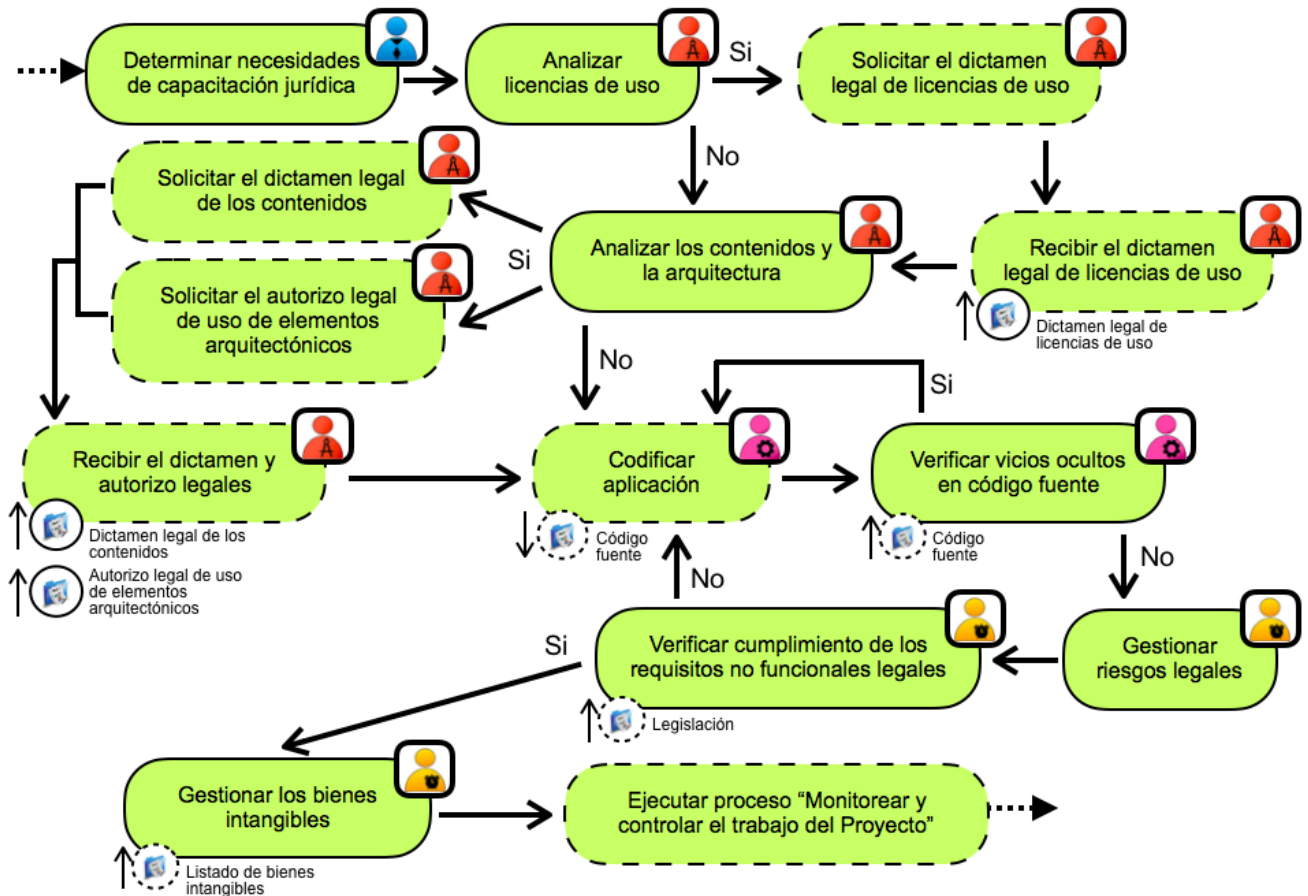 Determinar necesidades
de capacitación jurídica
Analizar
licencias de uso
Si
Solicitar el dictamen
legal de licencias de uso
No
Solicitar el dictamen legal
de los contenidos
Analizar los contenidos y
la arquitectura
Si
Recibir el dictamen
legal de licencias de uso
Dictamen legal de
licencias de uso
Solicitar el autorizo legal
de uso de elementos
arquitectónicos
No
Si
Recibir el dictamen y
autorizo legales
Dictamen legal de los
contenidos
Autorizo legal de uso
de elementos
arquitectónicos
Codificar
aplicación
Código
fuente
Verificar vicios ocultos
en código fuente
Código
fuente
No
No
Si
Verificar cumplimiento de los
requisitos no funcionales legales
Legislación
Gestionar
riesgos legales
Gestionar los bienes
intangibles
Listado de bienes
intangibles
Ejecutar proceso “Monitorear y
controlar el trabajo del Proyecto”